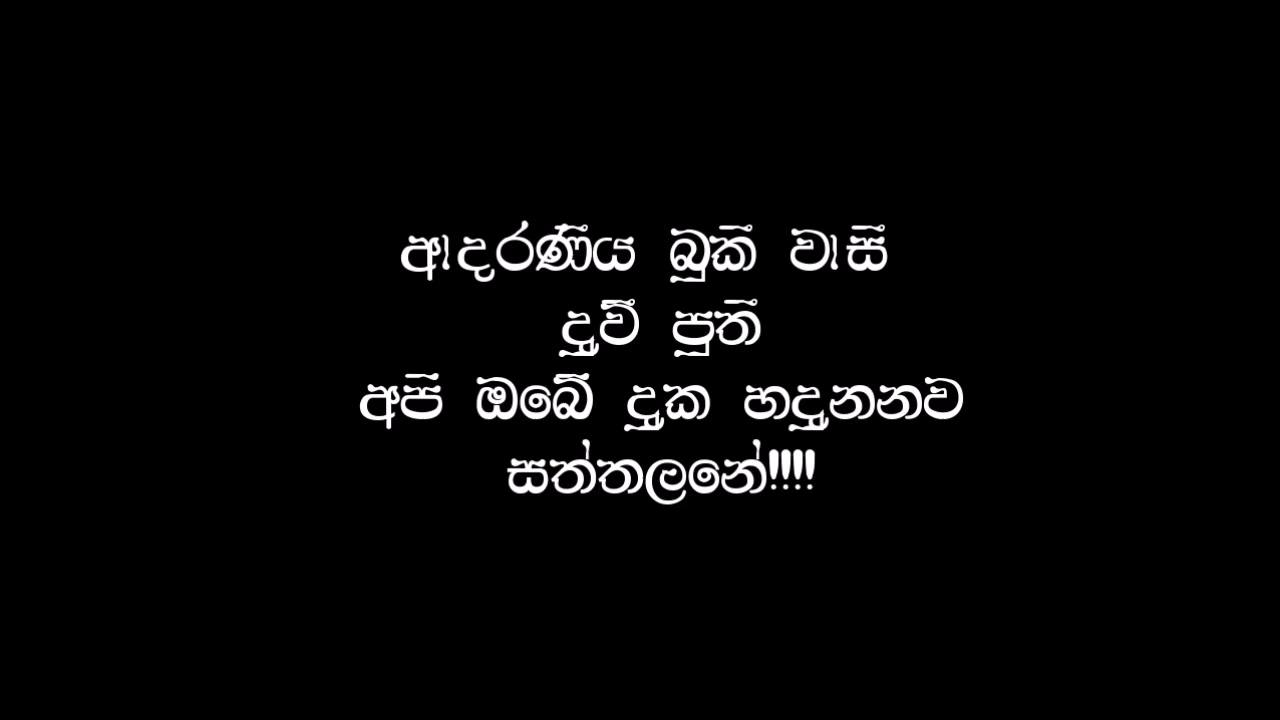 ආදරණිය බුකි වාසි
දුවි පුති
අපි ඔබේ දුක හදුනනව
සත්තලනේ!!!!